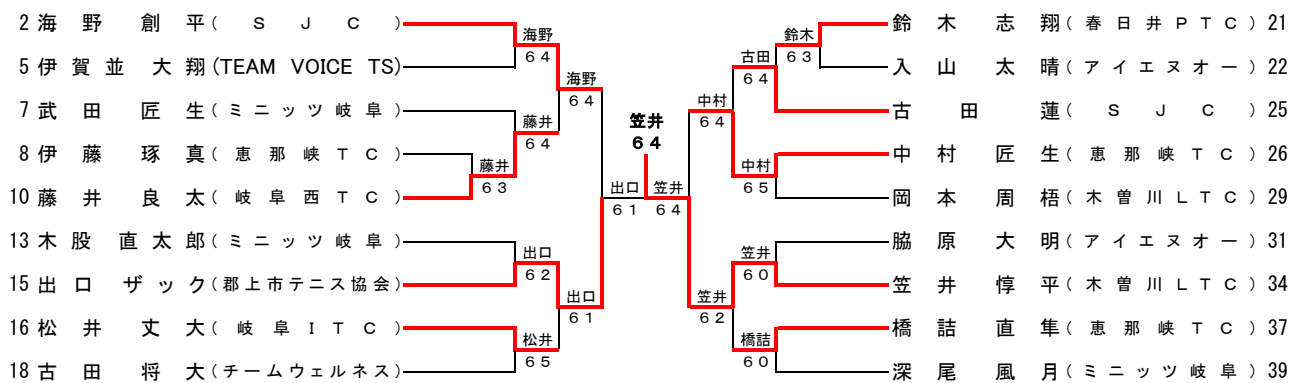 2 海野 創平(SJC)
5 伊賀並 大翔(TEAM VOICE TS)
7 武田 匠生(ミニッツ岐阜)
8 伊藤 琢真(恵那峡TC)
10 藤井 良太(岐阜西TC)
13 木股 直太郎(ミニッツ岐阜)
15 出口 ザック(郡上市テニス協会)
16 松井 丈大(岐阜ITC)
18 古田 将大(チームウェルネス)
海野
64
藤井
63
藤井
64
海野
64
出口
62
松井
65
出口
61
出口
61
笠井
64
笠井
64
中村
64
古田
64
鈴木
63
中村
65
笠井
62
笠井
60
橋詰
60
鈴木 志翔(春日井PTC) 21
入山 太晴(アイエヌオー) 22
古田 蓮(SJC) 25
中村 匠生(恵那峡TC) 26
岡本 周梧(木曽川LTC) 29
脇原 大明(アイエヌオー) 31
笠井 惇平(木曽川LTC) 34
橋詰 直隼(恵那峡TC) 37
深尾 風月(ミニッツ岐阜) 39